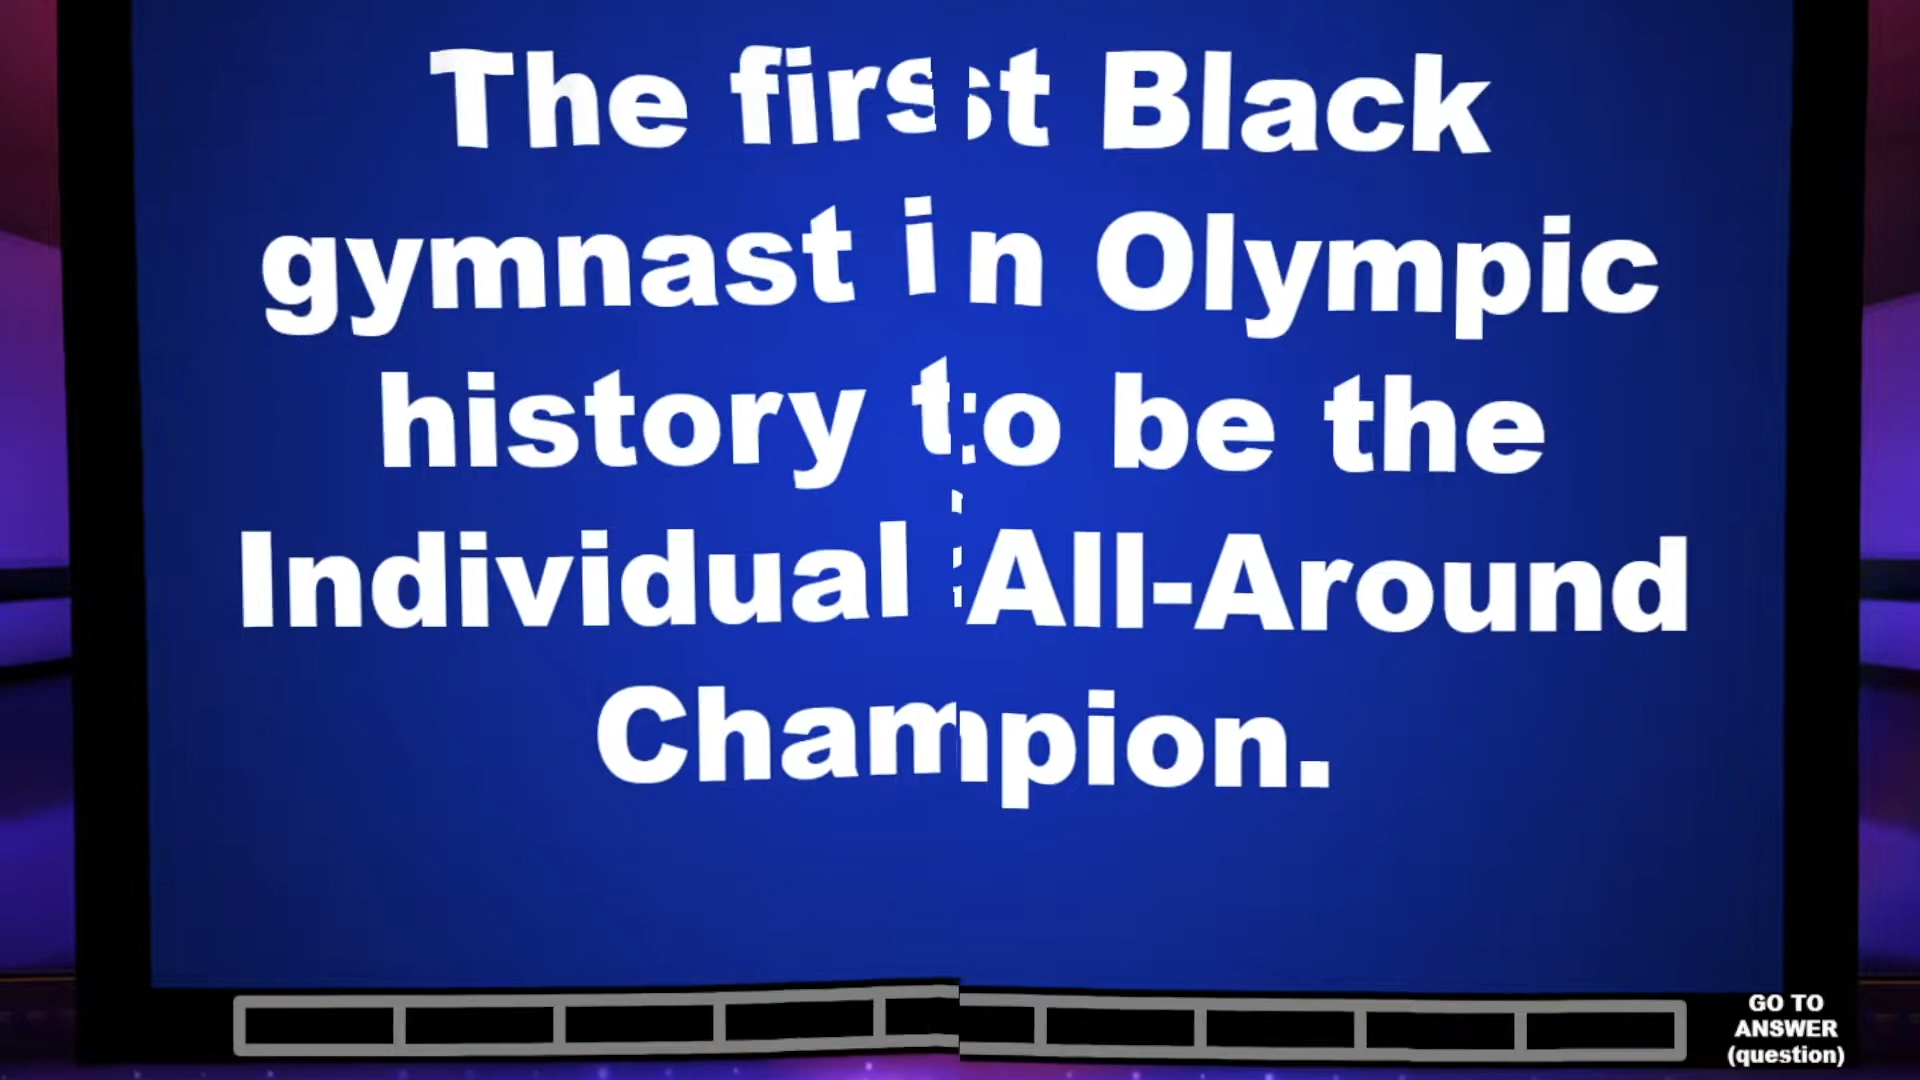 The first Black
gymnast in Olympic
history to be the
Individual All-Around
Champion.
GO TO
ANSWER
(question)